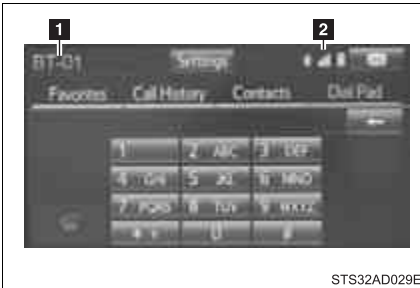 1 2
BT-01 Settings
Favorites Call History Contacts Dial Pad
1 2 ABC 3 DEF
4 GHI 5 JKL 6 MNO
7 PQRS 8 TUV 9 WXYZ
0 #
STS32AD029E